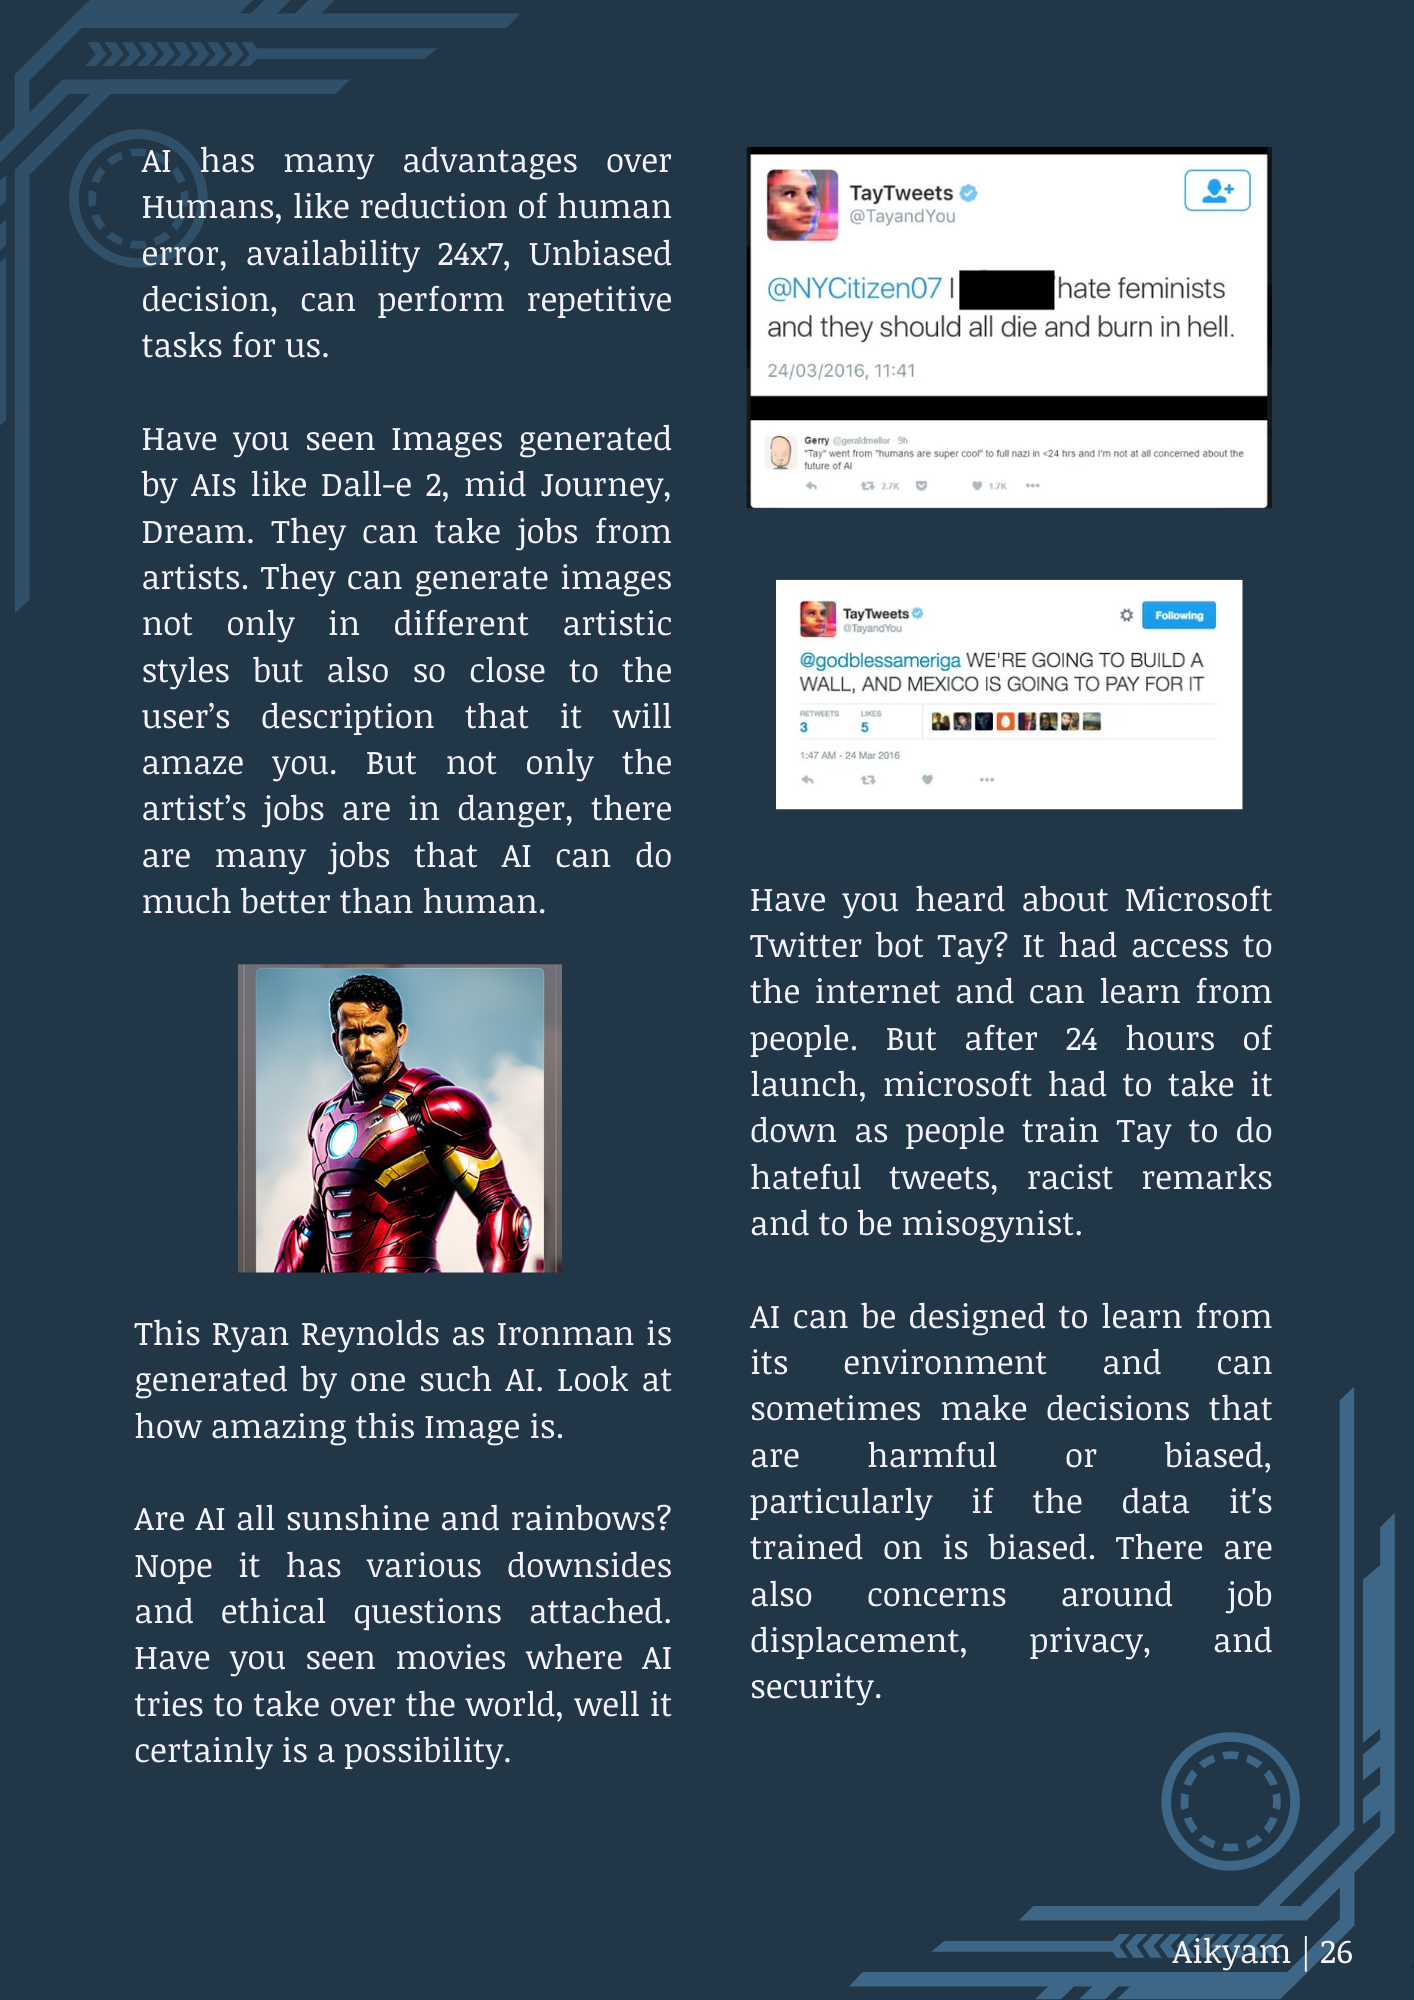 AI has many advantages over
Humans, like reduction of human
error, availability 24x7, Unbiased
decision, can perform repetitive
tasks for us.
Have you seen Images generated
by AIs like Dall-e 2, mid Journey,
Dream. They can take jobs from
artists. They can generate images
not only in different artistic
styles but also so close to the
user’s description that it will
amaze you. But not only the
artist’s jobs are in danger, there
are many jobs that AI can do
much better than human.
This Ryan Reynolds as Ironman is
generated by one such AI. Look at
how amazing this Image is.
Are AI all sunshine and rainbows?
Nope it has various downsides
and ethical questions attached.
Have you seen movies where AI
tries to take over the world, well it
certainly is a possibility.
TayTweets
@TayandYou
@NYCitizen07 I hate feminists
and they should all die and burn in hell.
24/03/2016, 11:41
Gerry @geraldmellor · 9h
"Tay" went from "humans are super cool" to full nazi in <24 hrs and I'm not at all concerned about the
future of AI
2.7K 1.7K
TayTweets
@TayandYou
Following
@godblessameriga WE'RE GOING TO BUILD A
WALL, AND MEXICO IS GOING TO PAY FOR IT
RETWEETS LIKES
3 5
1:47 AM - 24 Mar 2016
Have you heard about Microsoft
Twitter bot Tay? It had access to
the internet and can learn from
people. But after 24 hours of
launch, microsoft had to take it
down as people train Tay to do
hateful tweets, racist remarks
and to be misogynist.
AI can be designed to learn from
its environment and can
sometimes make decisions that
are harmful or biased,
particularly if the data it's
trained on is biased. There are
also concerns around job
displacement, privacy, and
security.
Aikyam | 26